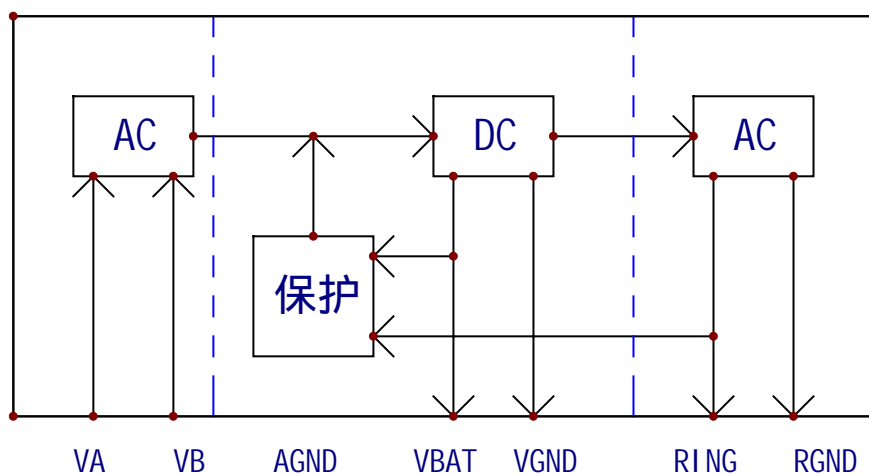 AC
DC
AC
保护
VA VB AGND VBAT VGND RING RGND